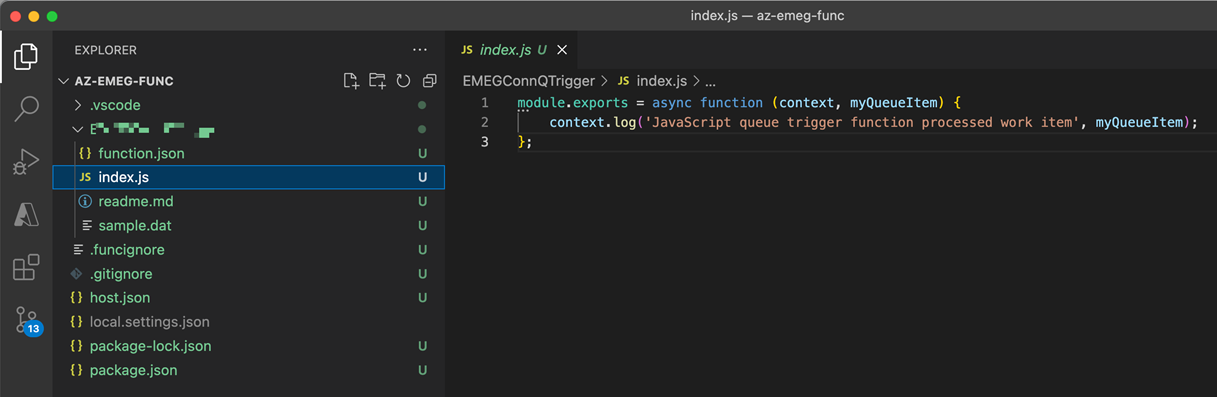 index.js — az-emeg-func
EXPLORER
AZ-EMEG-FUNC
.vscode
{} function.json U
JS index.js U
readme.md U
sample.dat U
.funcignore U
.gitignore U
{} host.json U
{} local.settings.json
{} package-lock.json U
{} package.json U
13
JS index.js U
EMEGConnQTrigger > JS index.js > ...
1 module.exports = async function (context, myQueueItem) {
2 context.log('JavaScript queue trigger function processed work item', myQueueItem);
3 };